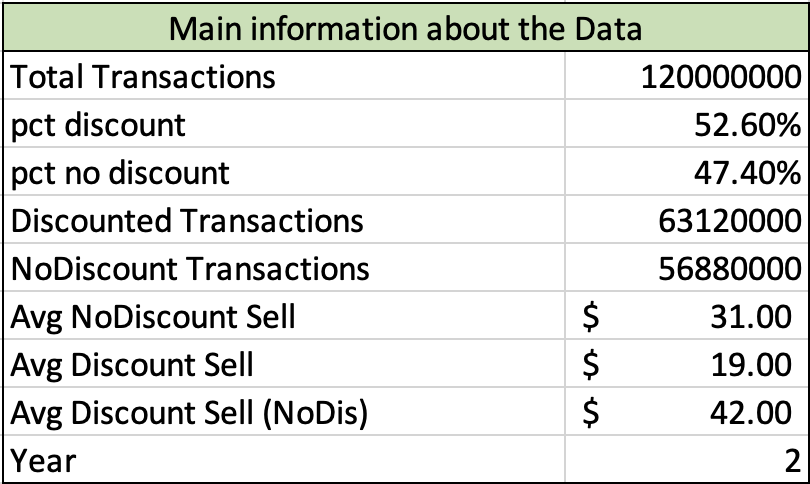 Main information about the Data
Total Transactions 120000000
pct discount 52.60%
pct no discount 47.40%
Discounted Transactions 63120000
NoDiscount Transactions 56880000
Avg NoDiscount Sell $ 31.00
Avg Discount Sell $ 19.00
Avg Discount Sell (NoDis) $ 42.00
Year 2